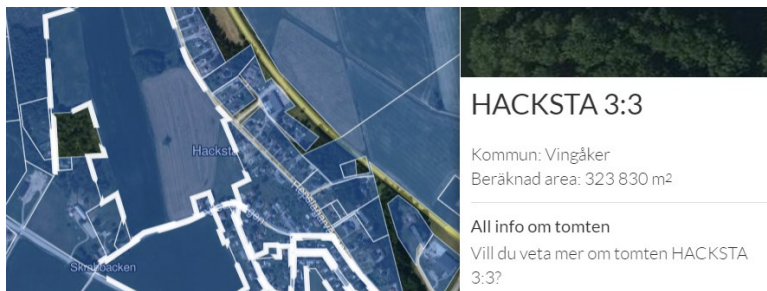 Hacksta
Skraboacken
HACKSTA 3:3
Kommun: Vingåker
Beräknad area: 323 830 m²
All info om tomten
Vill du veta mer om tomten HACKSTA
3:3?